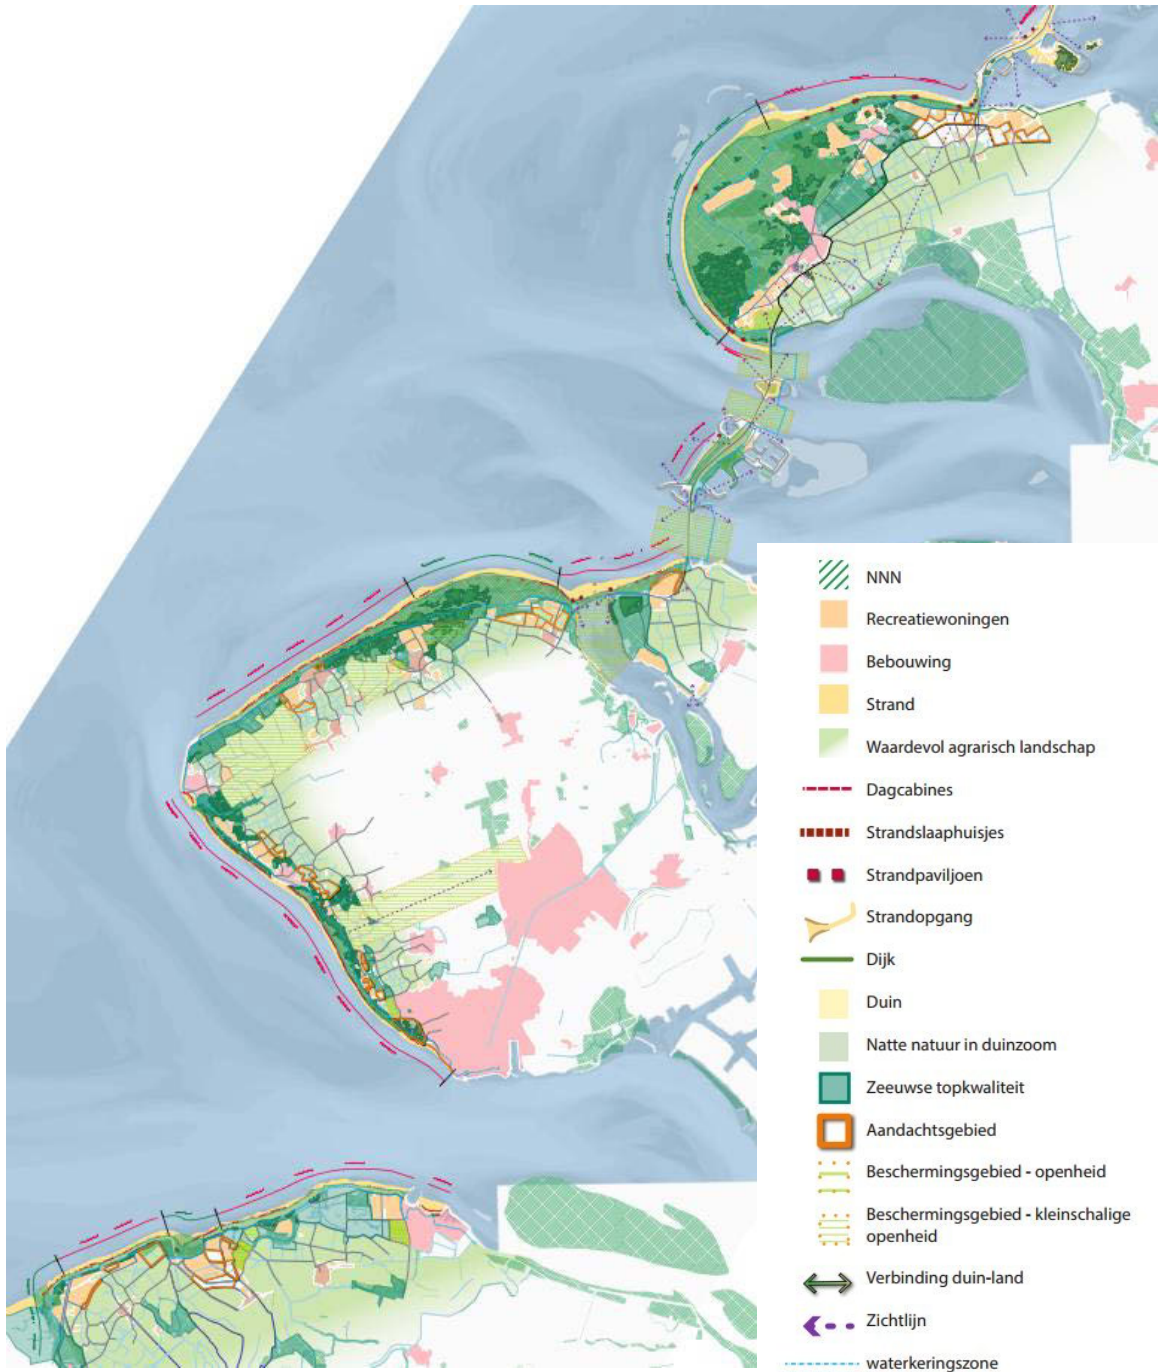 NNN
Recreatiewoningen
Bebouwing
Strand
Waardevol agrarisch landschap
Dagcabines
Strandslaaphuisjes
Strandpaviljoen
Strandopgang
Dijk
Duin
Natte natuur in duinzoom
Zeeuwse topkwaliteit
Aandachtsgebied
Beschermingsgebied - openheid
Beschermingsgebied - kleinschalige
openheid
Verbinding duin-land
Zichtlijn
waterkeringszone